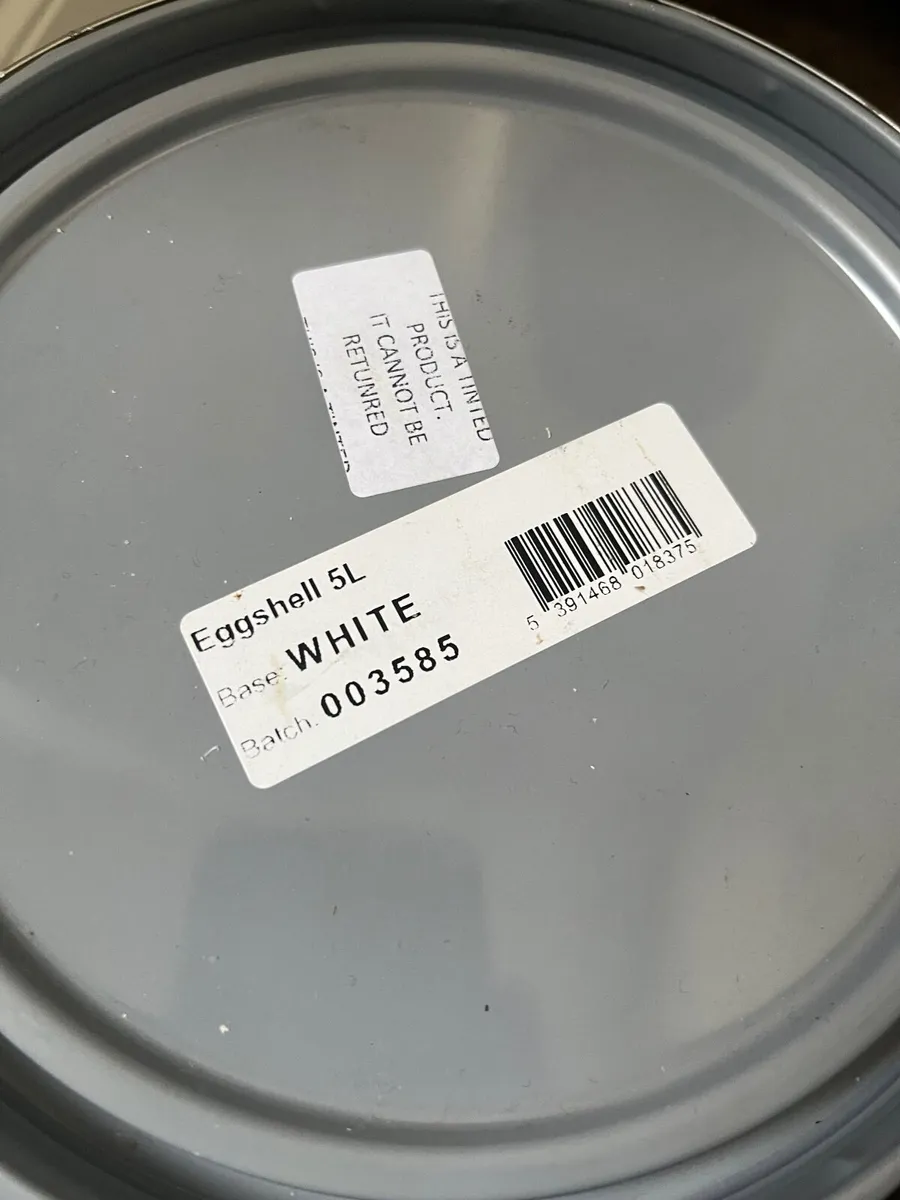 THIS IS A TINTED
PRODUCT.
IT CANNOT BE
RETUNRED
Eggshell 5L
Base: WHITE
Batch: 003585
5 391468 018375